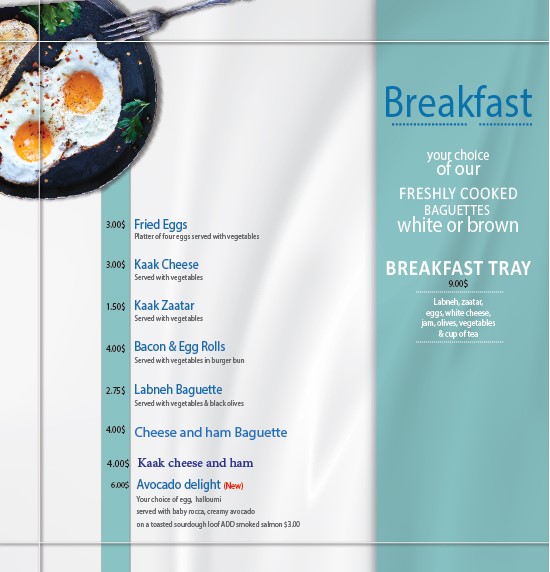 Breakfast
your choice
of our
FRESHLY COOKED
BAGUETTES
white or brown
BREAKFAST TRAY
9.00$
Labneh, zaatar,
eggs, white cheese,
jam, olives, vegetables
& cup of tea
3.00$ Fried Eggs
Platter of four eggs served with vegetables
3.00$ Kaak Cheese
Served with vegetables
1.50$ Kaak Zaatar
Served with vegetables
4.00$ Bacon & Egg Rolls
Served with vegetables in burger bun
2.75$ Labneh Baguette
Served with vegetables & black olives
4.00$ Cheese and ham Baguette
4.00$ Kaak cheese and ham
6.00$ Avocado delight (New)
Your choice of egg, halloumi
served with baby rocca, creamy avocado
on a toasted sourdough loof ADD smoked salmon $3.00